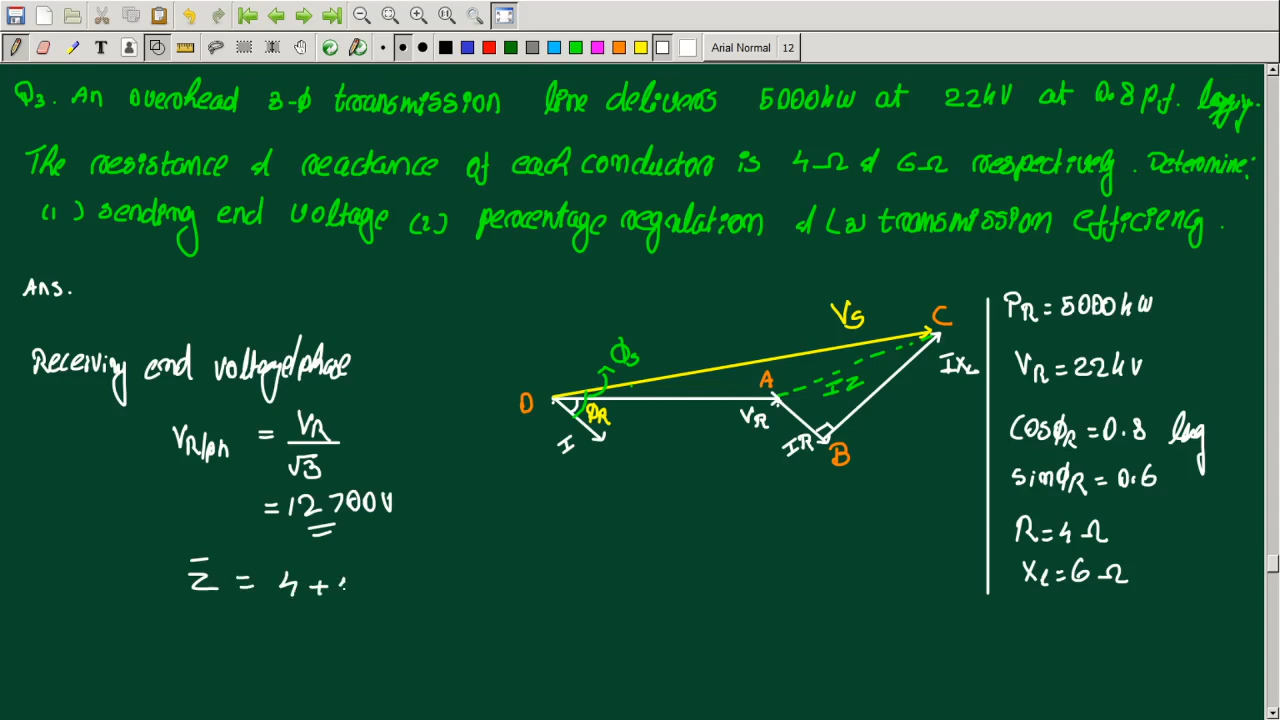 Arial Normal 12
Q3. An overhead 3-ϕ transmission line delivers 5000kW at 22kV at 0.8 p.f. lagging.
The resistance & reactance of each conductor is 4Ω & 6Ω respectively. Determine:
(1) sending end voltage (2) percentage regulation & (3) transmission efficiency.
Ans.
Receiving end voltage/phase
VR/ph = VR/√3
= 12700V
Z̄ = 4 +
D
I
ϕs
ϕR
Vs
A
VR
IR
B
IZ
IXL
C
PR = 5000kW
VR = 22kV
cosϕR = 0.8 lag
sinϕR = 0.6
R = 4 Ω
XL = 6 Ω